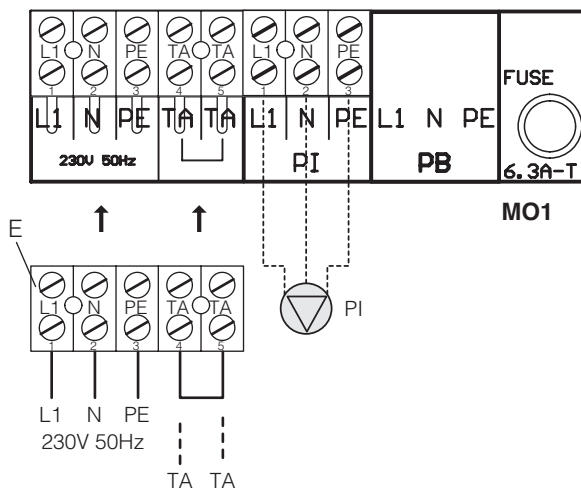 L1 N PE TA TA L1 N PE
1 2 3 4 5 1 2 3
FUSE
L1 N PE TA TA L1 N PE L1 N PE
230V 50Hz PI PB
6.3A-T
MO1
E
L1 N PE TA TA
1 2 3 4 5
PI
L1 N PE
230V 50Hz
TA TA